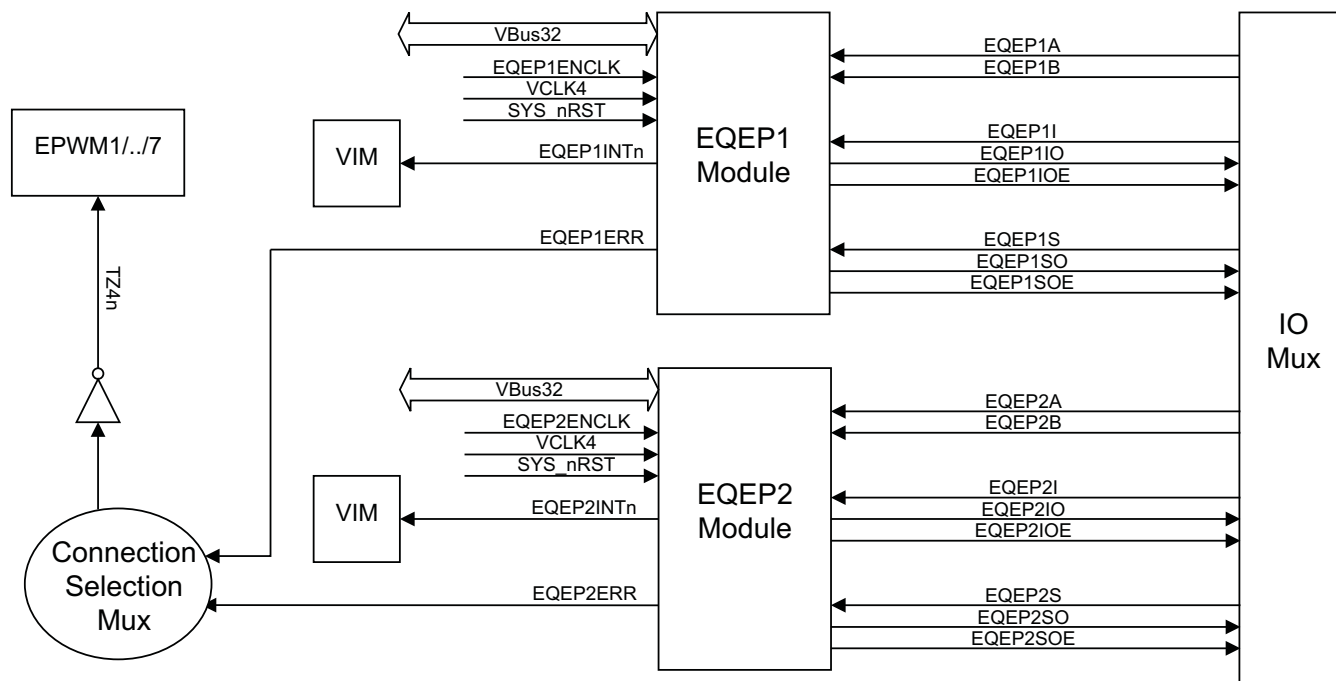 VBus32
EQEP1ENCLK
VCLK4
SYS_nRST
EPWM1/../7
VIM
EQEP1INTn
EQEP1
Module
EQEP1A
EQEP1B
EQEP1I
EQEP1IO
EQEP1IOE
EQEP1ERR
EQEP1S
EQEP1SO
EQEP1SOE
TZ4n
IO
Mux
VBus32
EQEP2ENCLK
VCLK4
SYS_nRST
VIM
EQEP2INTn
EQEP2
Module
EQEP2A
EQEP2B
EQEP2I
EQEP2IO
EQEP2IOE
Connection
Selection
Mux
EQEP2ERR
EQEP2S
EQEP2SO
EQEP2SOE